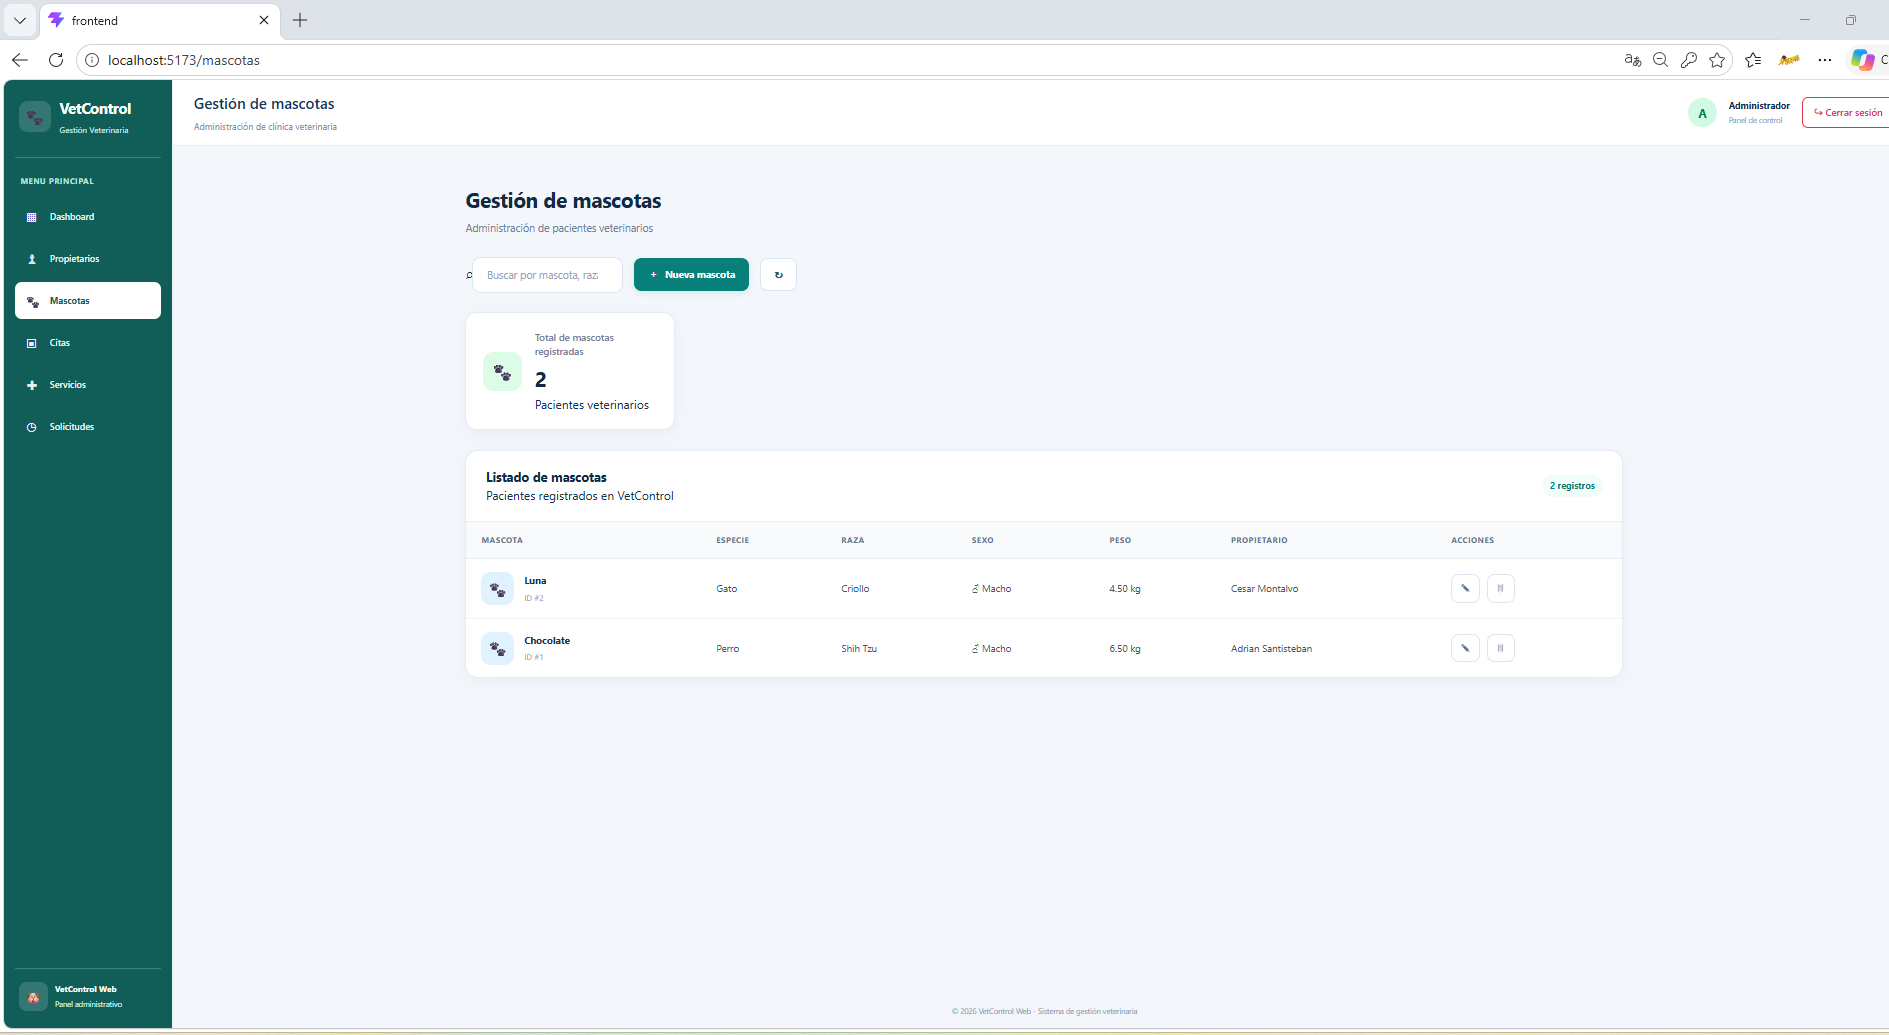 frontend
localhost:5173/mascotas
VetControl
Gestión Veterinaria
MENU PRINCIPAL
Dashboard
Propietarios
Mascotas
Citas
Servicios
Solicitudes
VetControl Web
Panel administrativo
Gestión de mascotas
Administración de clínica veterinaria
A
Administrador
Panel de control
Cerrar sesión
Gestión de mascotas
Administración de pacientes veterinarios
Buscar por mascota, raz
+ Nueva mascota
Total de mascotas
registradas
2
Pacientes veterinarios
Listado de mascotas
Pacientes registrados en VetControl
2 registros
MASCOTA ESPECIE RAZA SEXO PESO PROPIETARIO ACCIONES
Luna
ID #2
Gato Criollo ♂ Macho 4.50 kg Cesar Montalvo
Chocolate
ID #1
Perro Shih Tzu ♂ Macho 6.50 kg Adrian Santisteban
© 2026 VetControl Web - Sistema de gestión veterinaria